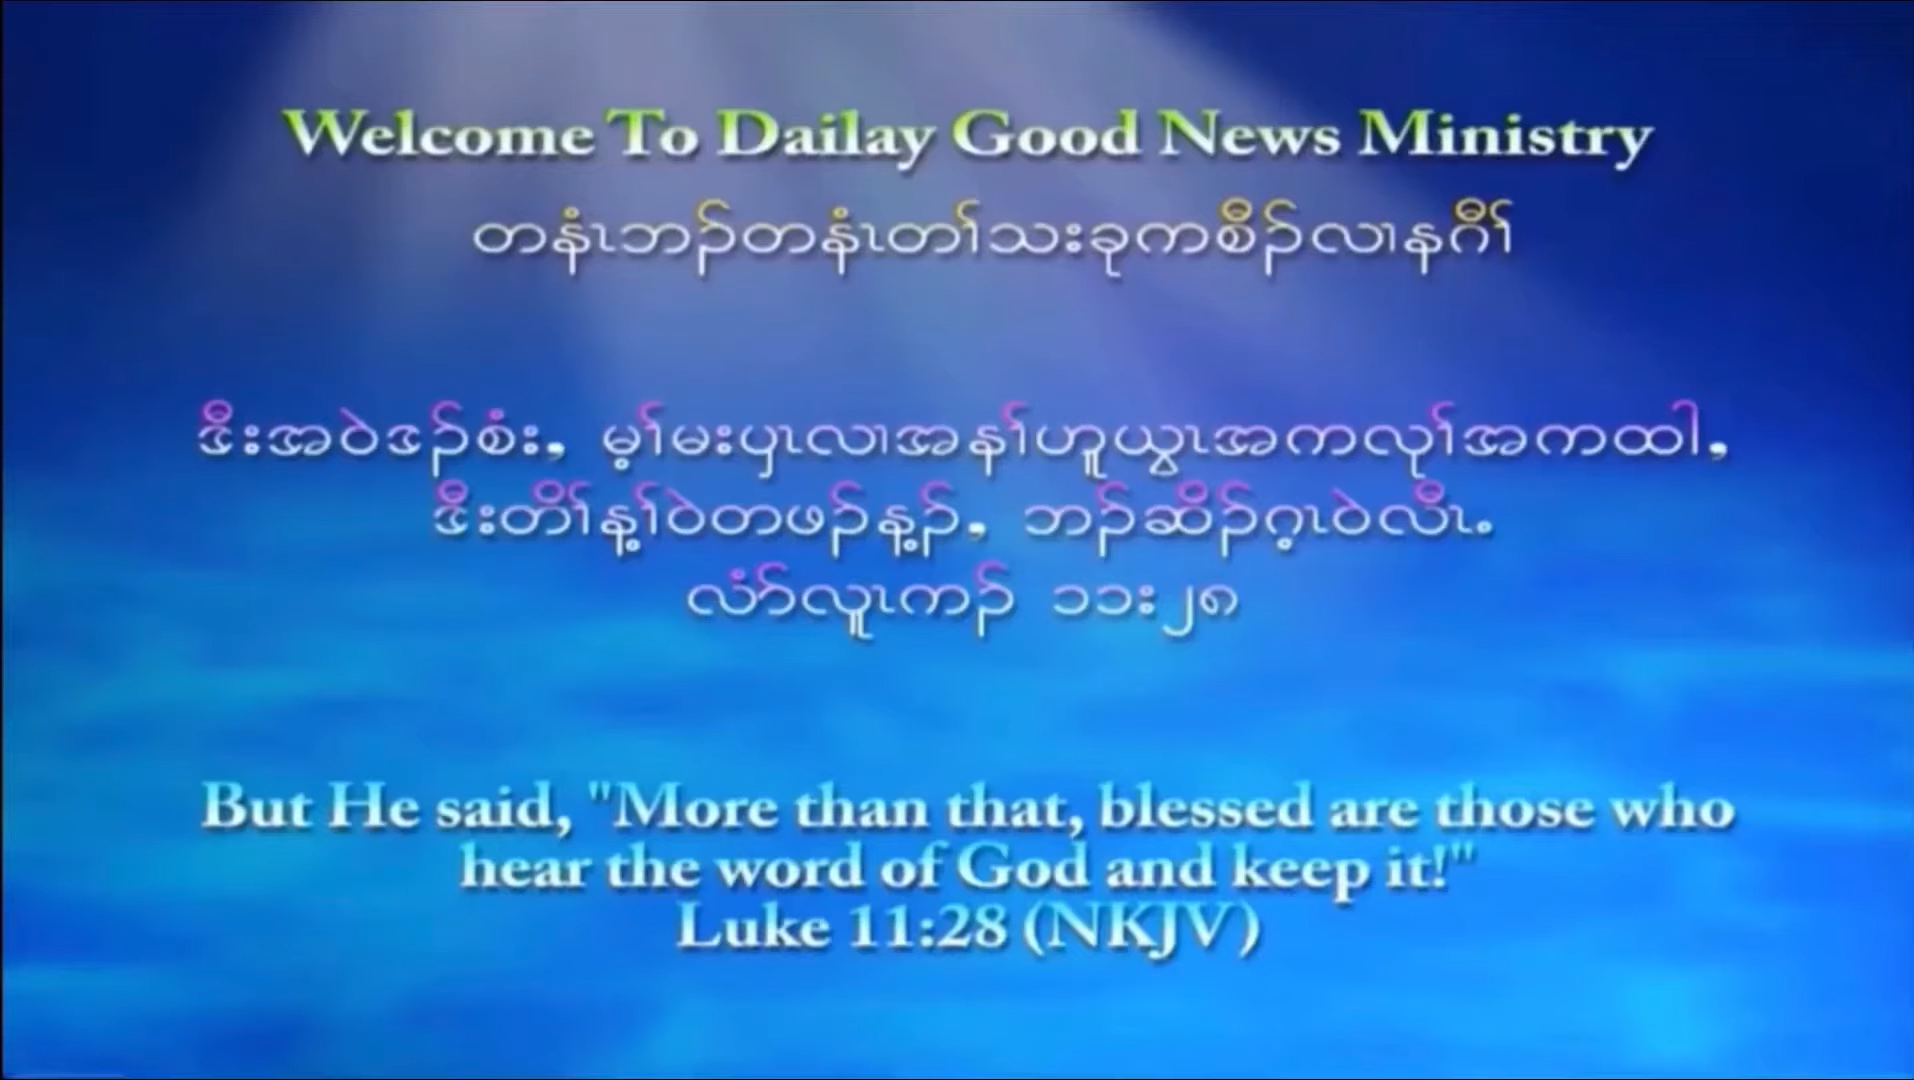 Welcome To Dailay Good News Ministry
တနံၤဘၣ်တနံၤတၢ်သးခုကစီၣ်လၢနဂီၢ်
ဒီးအဝဲဒၣ်စံး, မ့ၢ်မးပှၤလၢအနၢ်ဟူယွၤအကလုၢ်အကထါ,
ဒီးတိၢ်န့ၢ်ဝဲတဖၣ်န့ၣ်, ဘၣ်ဆိၣ်ဂ့ၤဝဲလီၤ.
လံာ်လူၤကၣ် ၁၁း၂၈
But He said, "More than that, blessed are those who
hear the word of God and keep it!"
Luke 11:28 (NKJV)